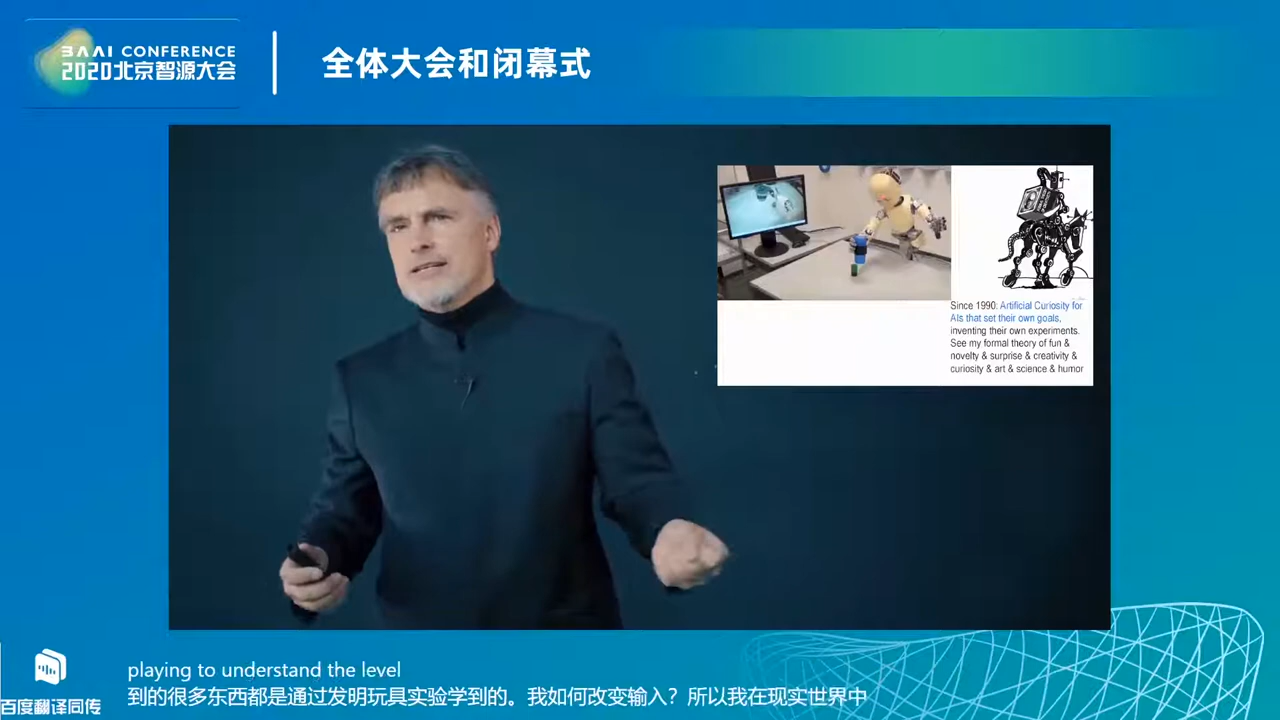 BAAI CONFERENCE
2020北京智源大会
全体大会和闭幕式
Since 1990: Artificial Curiosity for
AIs that set their own goals,
inventing their own experiments.
See my formal theory of fun &
novelty & surprise & creativity &
curiosity & art & science & humor
playing to understand the level
到的很多东西都是通过发明玩具实验学到的。我如何改变输入？所以我在现实世界中
百度翻译同传